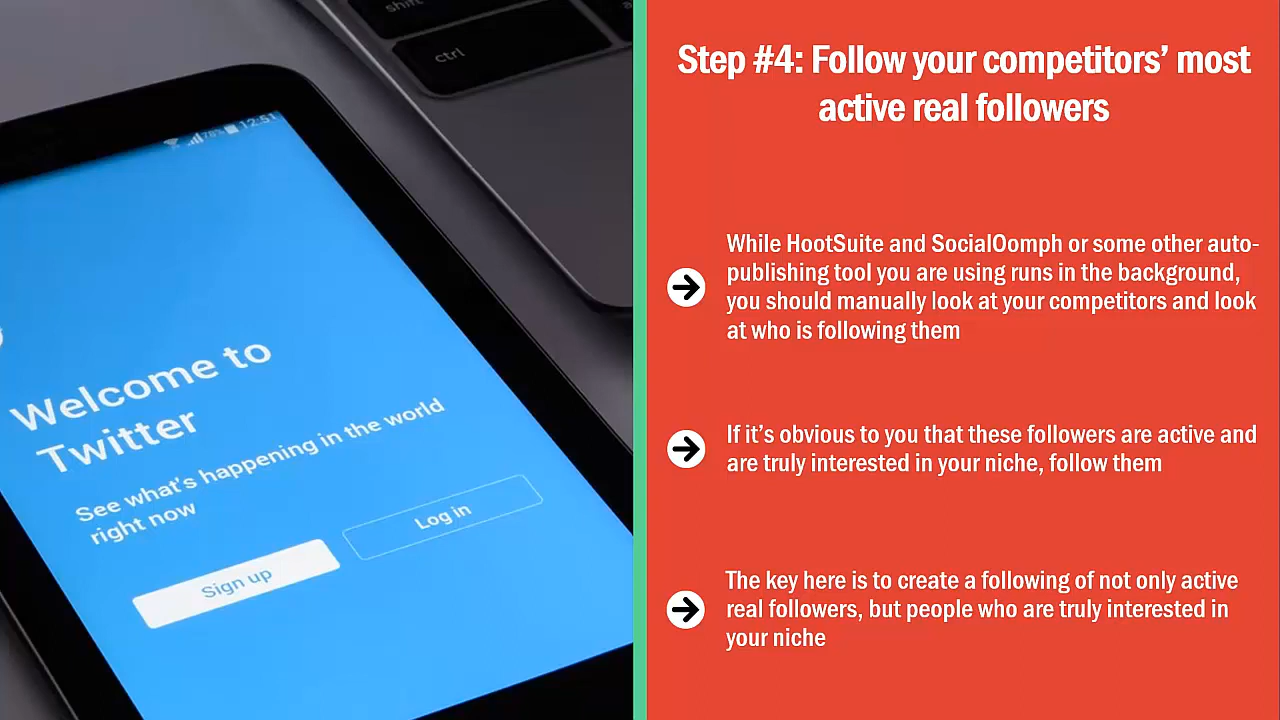 shift
ctrl
a
78% 12:51
Welcome to
Twitter
See what's happening in the world
right now
Sign up
Log in
Step #4: Follow your competitors’ most
active real followers
While HootSuite and SocialOomph or some other auto-
publishing tool you are using runs in the background,
you should manually look at your competitors and look
at who is following them
If it’s obvious to you that these followers are active and
are truly interested in your niche, follow them
The key here is to create a following of not only active
real followers, but people who are truly interested in
your niche